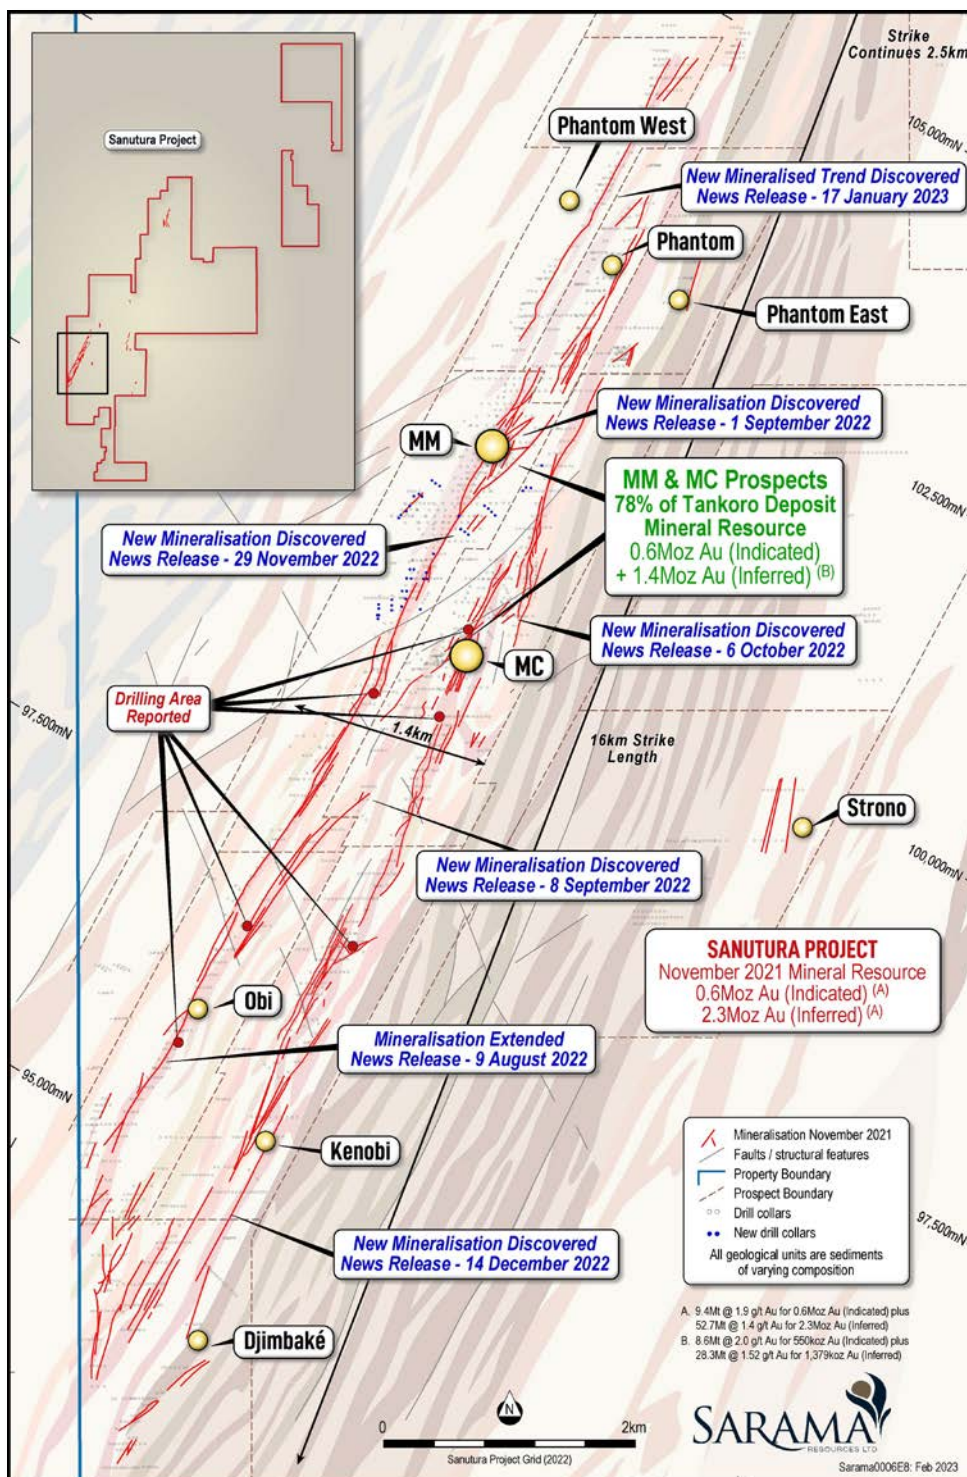 Strike
Continues 2.5km
Sanutura Project
Phantom West
105,000mN
New Mineralised Trend Discovered
News Release - 17 January 2023
Phantom
Phantom East
New Mineralisation Discovered
News Release - 1 September 2022
MM
MM & MC Prospects
78% of Tankoro Deposit
Mineral Resource
0.6Moz Au (Indicated)
+ 1.4Moz Au (Inferred) (B)
102,500mN
New Mineralisation Discovered
News Release - 29 November 2022
New Mineralisation Discovered
News Release - 6 October 2022
MC
Drilling Area
Reported
97,500mN
1.4km
16km Strike
Length
Strono
100,000mN
New Mineralisation Discovered
News Release - 8 September 2022
SANUTURA PROJECT
November 2021 Mineral Resource
0.6Moz Au (Indicated) (A)
2.3Moz Au (Inferred) (A)
Obi
Mineralisation Extended
News Release - 9 August 2022
95,000mN
Kenobi
Mineralisation November 2021
Faults / structural features
Property Boundary
Prospect Boundary
Drill collars
New drill collars
All geological units are sediments
of varying composition
97,500mN
New Mineralisation Discovered
News Release - 14 December 2022
A. 9.4Mt @ 1.9 g/t Au for 0.6Moz Au (Indicated) plus
52.7Mt @ 1.4 g/t Au for 2.3Moz Au (Inferred)
B. 8.6Mt @ 2.0 g/t Au for 550koz Au (Indicated) plus
28.3Mt @ 1.52 g/t Au for 1,379koz Au (Inferred)
Djimbaké
N
0
2km
Sanutura Project Grid (2022)
SARAMA
RESOURCES LTD
Sarama0006E8: Feb 2023